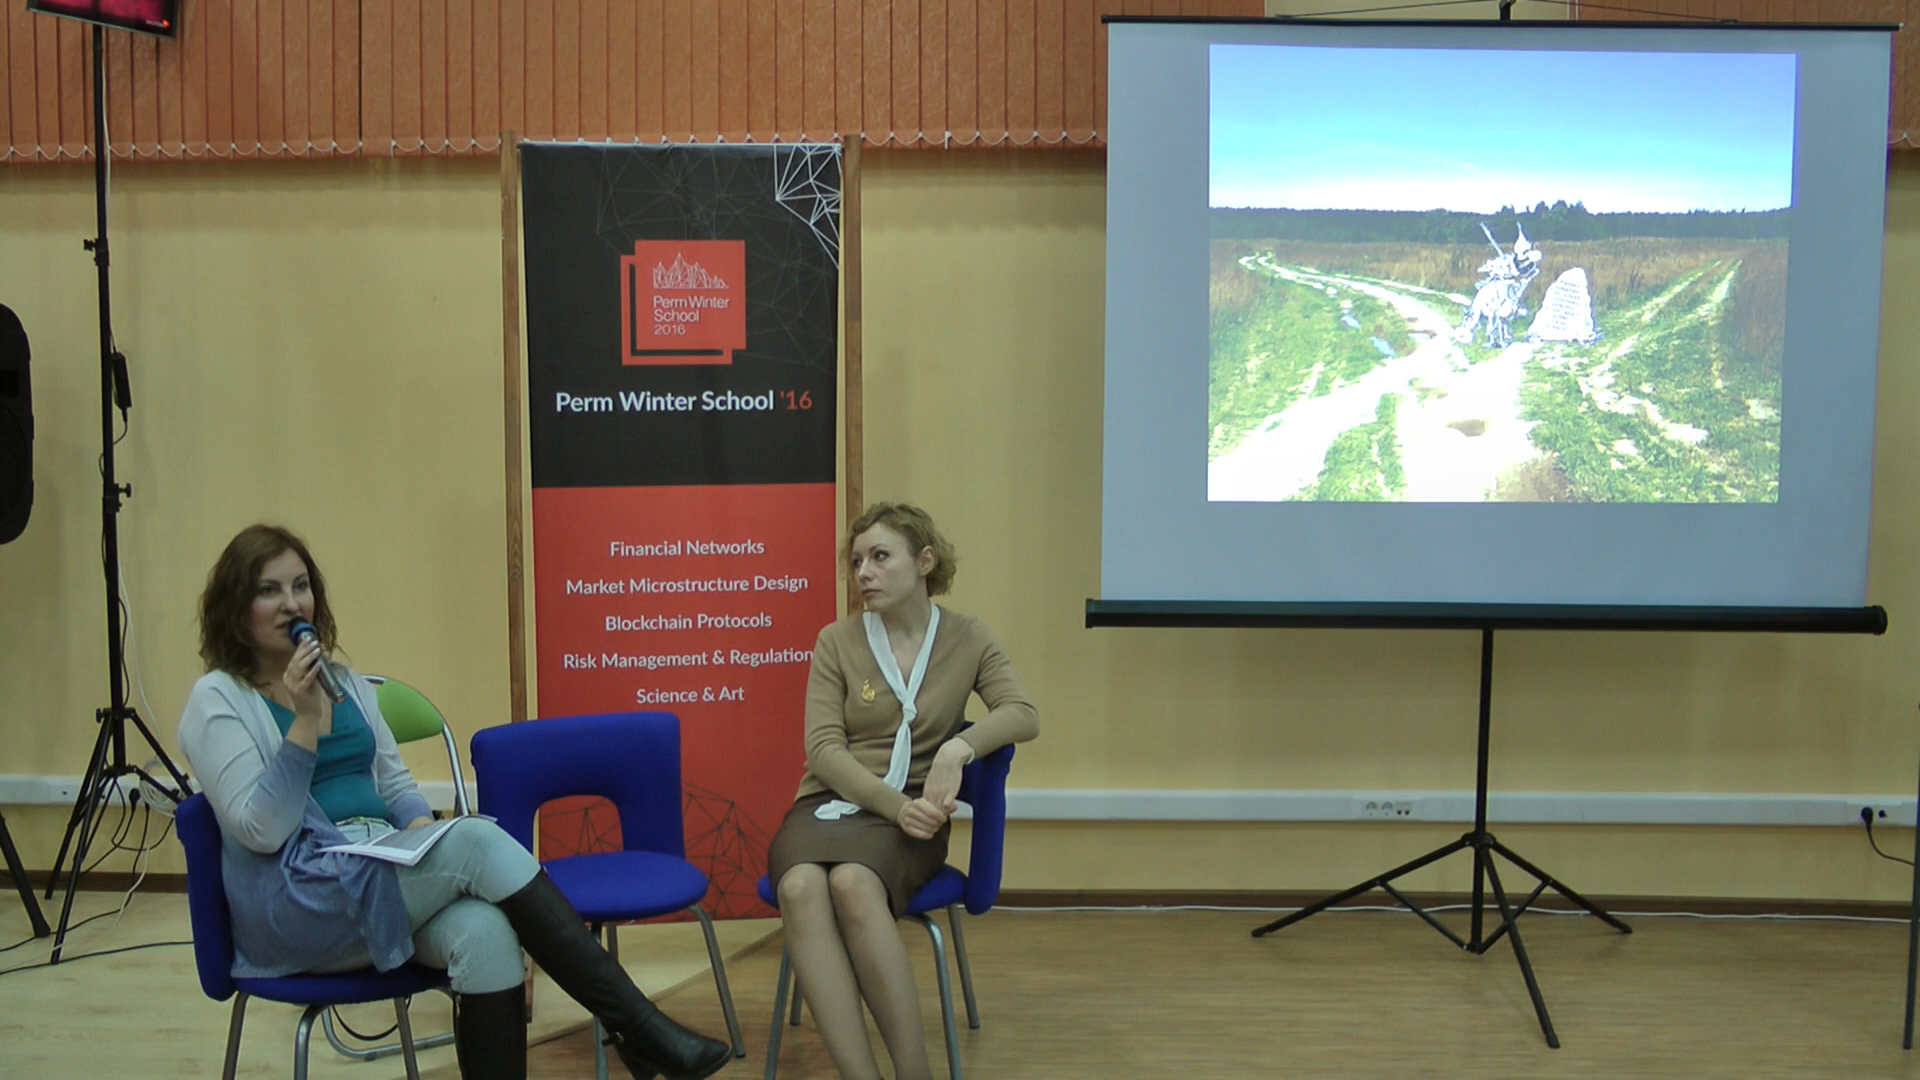 Perm Winter
School
2016
Perm Winter School '16
Financial Networks
Market Microstructure Design
Blockchain Protocols
Risk Management & Regulation
Science & Art